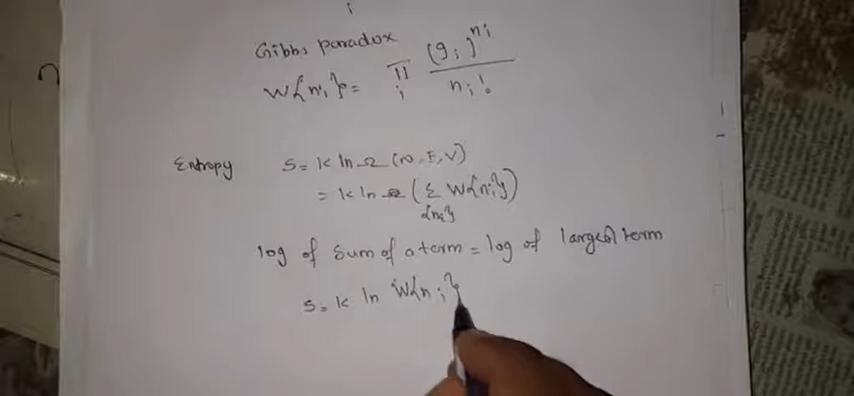 i
Gibbs paradox
W{ni} = Π i (gi)^ni / ni!
Entropy S = k ln Ω (N, E, V)
= k ln (Σ {ni} W{ni})
log of sum of a term = log of largest term
S = k ln W{ni}